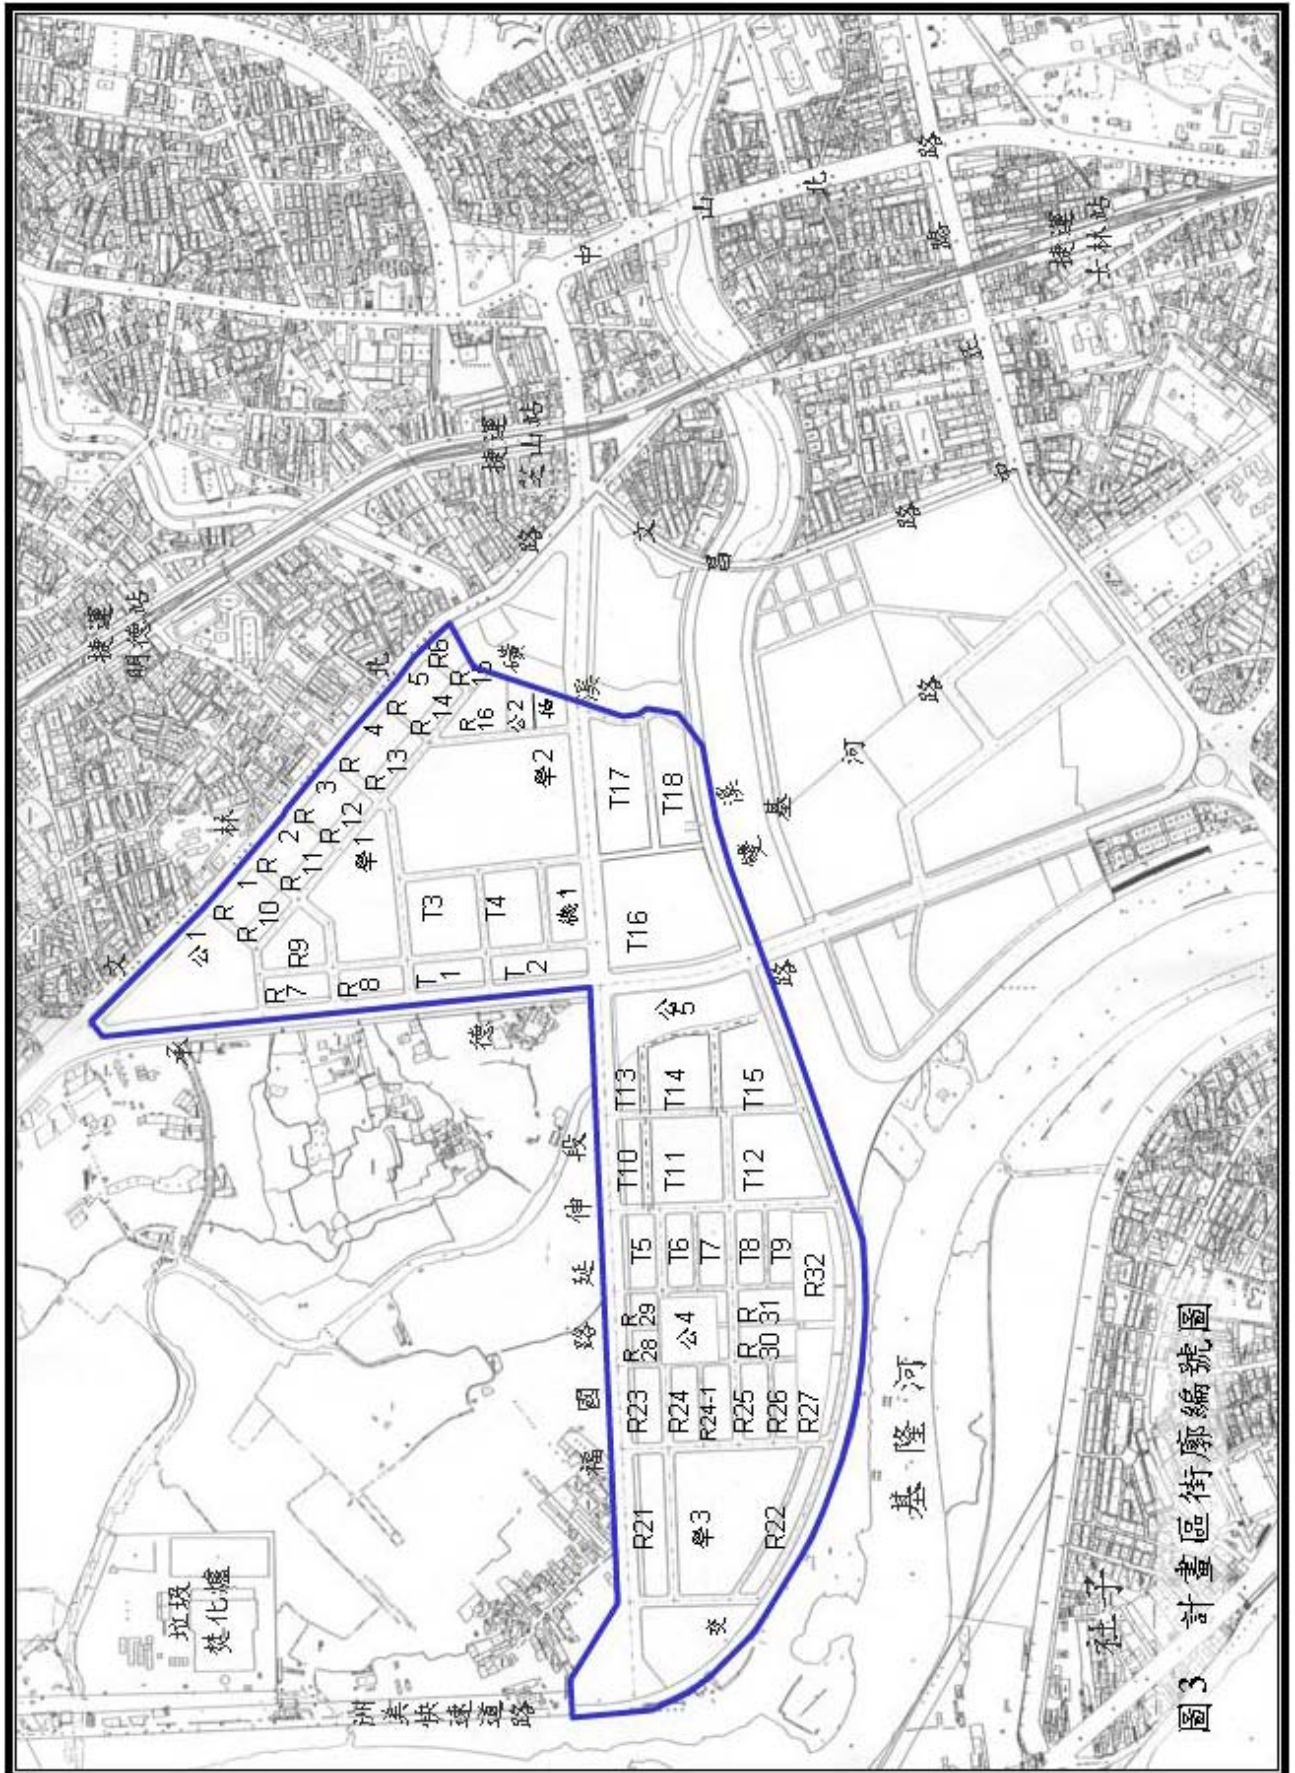 圖3 計畫區街廓編號圖
垃圾
焚化爐
洲美快速道路
福國路延伸段
承德路
文林北路
捷運
明德站
捷運
芝山站
捷運
士林站
中山北路
中正路
文昌路
基河路
磺溪
雙溪
基隆河
社子
公1
R1
R2
R3
R4
R5
R6
R7
R8
R9
R10
R11
R12
R13
R14
R15
R16
公2
學1
學2
T1
T2
T3
T4
機1
T16
T17
T18
公5
T13
T14
T15
T10
T11
T12
T5
T6
T7
T8
T9
R32
R28
R29
公4
R30
R31
R23
R24
R24-1
R25
R26
R27
R21
學3
R22
交